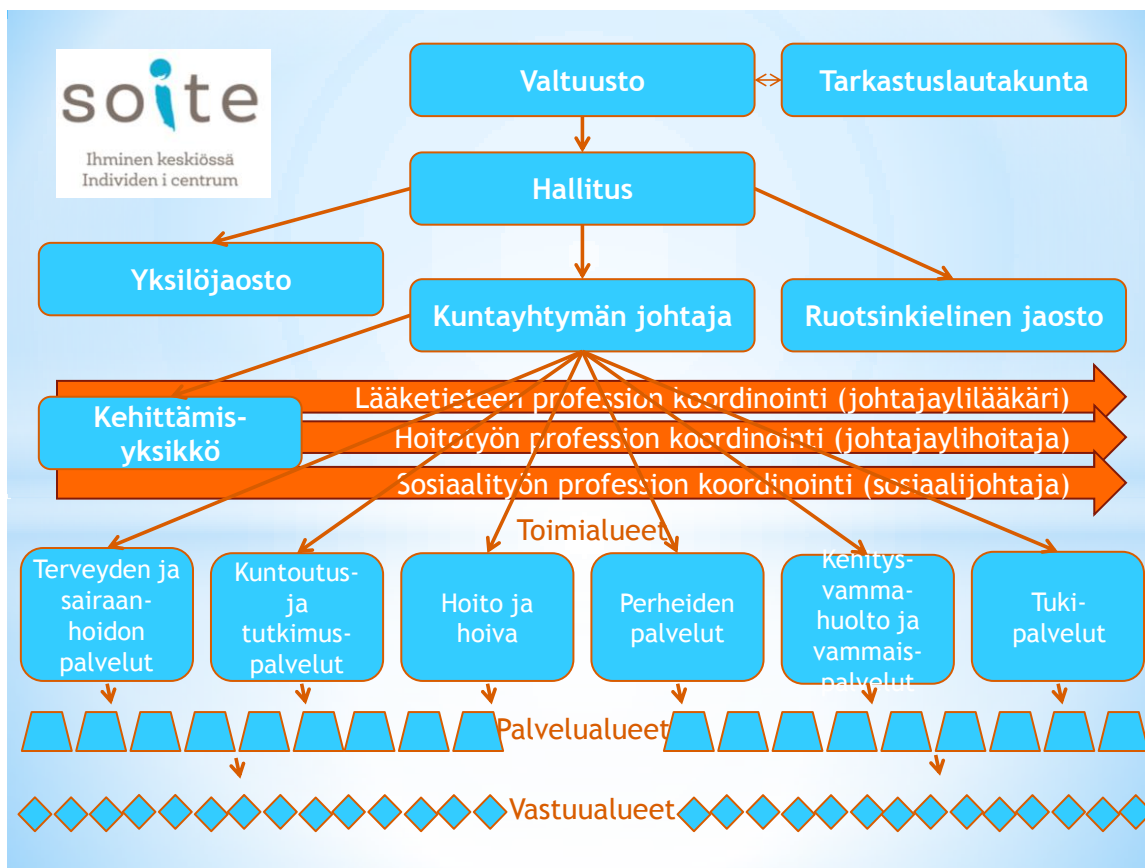 soite
Ihminen keskiössä
Individen i centrum
Valtuusto
Tarkastuslautakunta
Hallitus
Yksilöjaosto
Kuntayhtymän johtaja
Ruotsinkielinen jaosto
Kehittämis-
yksikkö
Lääketieteen profession koordinointi (johtajaylilääkäri)
Hoitotyön profession koordinointi (johtajaylihoitaja)
Sosiaalityön profession koordinointi (sosiaalijohtaja)
Toimialueet
Terveyden ja
sairaan-
hoidon
palvelut
Kuntoutus-
ja
tutkimus-
palvelut
Hoito ja
hoiva
Perheiden
palvelut
Kehitys-
vamma-
huolto ja
vammais-
palvelut
Tuki-
palvelut
Palvelualueet
Vastuualueet